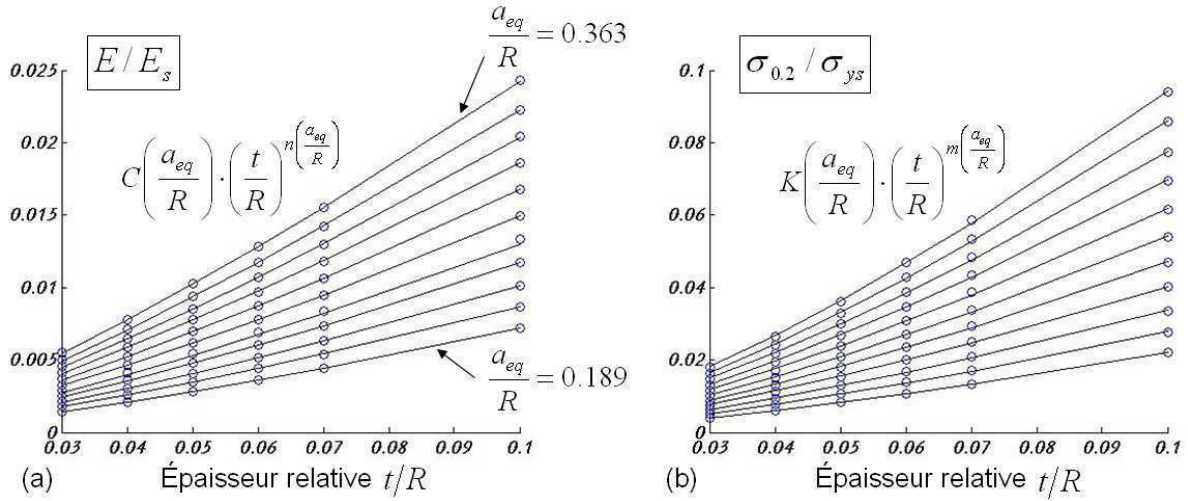 E / E_s
a_eq / R = 0.363
0.025
0.02
0.015
0.01
0.005
0
C(a_eq / R) · (t / R)^n(a_eq / R)
a_eq / R = 0.189
0.03 0.04 0.05 0.06 0.07 0.08 0.09 0.1
(a) Épaisseur relative t/R
σ_0.2 / σ_ys
0.1
0.08
0.06
0.04
0.02
0
K(a_eq / R) · (t / R)^m(a_eq / R)
0.03 0.04 0.05 0.06 0.07 0.08 0.09 0.1
(b) Épaisseur relative t/R